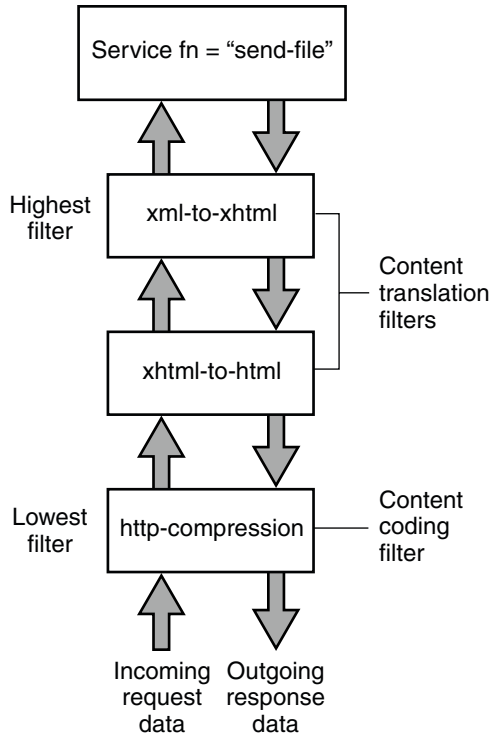 Service fn = “send-file”
Highest
filter
xml-to-xhtml
Content
translation
filters
xhtml-to-html
Lowest
filter
http-compression
Content
coding
filter
Incoming
request
data
Outgoing
response
data